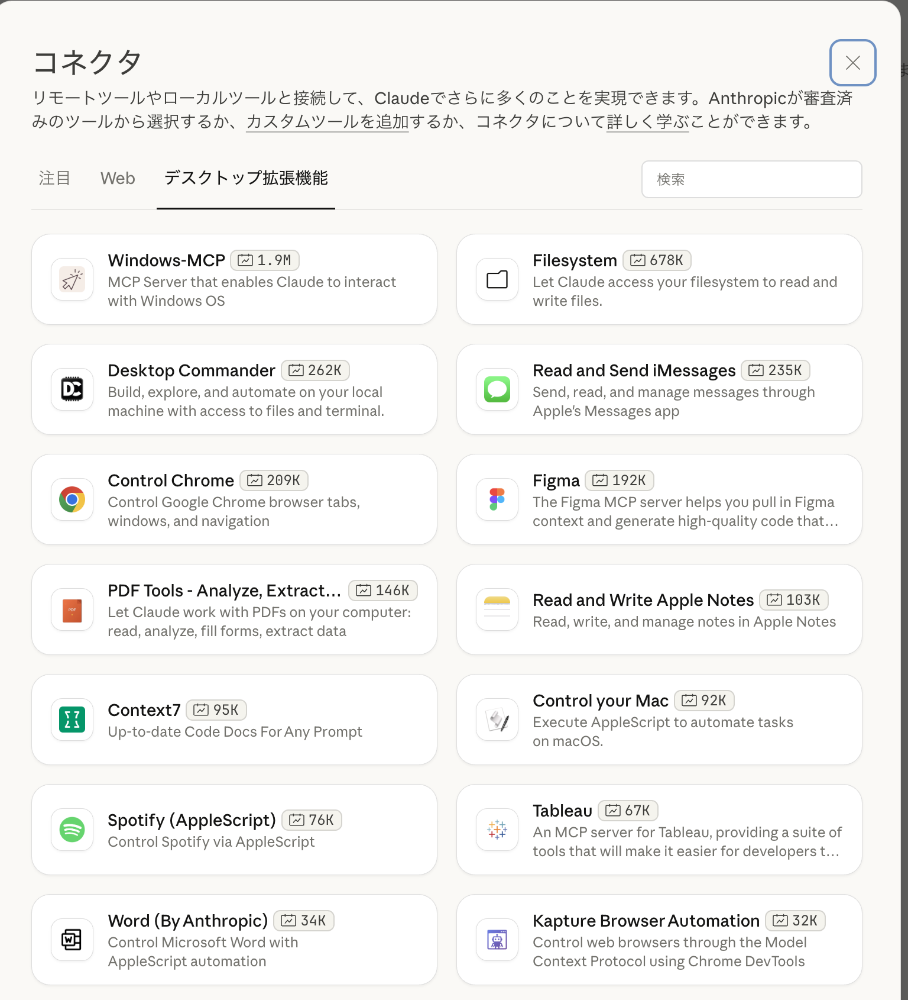 コネクタ
リモートツールやローカルツールと接続して、Claudeでさらに多くのことを実現できます。Anthropicが審査済
みのツールから選択するか、カスタムツールを追加するか、コネクタについて詳しく学ぶことができます。
注目 Web デスクトップ拡張機能 検索
Windows-MCP 1.9M
MCP Server that enables Claude to interact
with Windows OS
Filesystem 678K
Let Claude access your filesystem to read and
write files.
Desktop Commander 262K
Build, explore, and automate on your local
machine with access to files and terminal.
Read and Send iMessages 235K
Send, read, and manage messages through
Apple's Messages app
Control Chrome 209K
Control Google Chrome browser tabs,
windows, and navigation
Figma 192K
The Figma MCP server helps you pull in Figma
context and generate high-quality code that...
PDF Tools - Analyze, Extract... 146K
Let Claude work with PDFs on your computer:
read, analyze, fill forms, extract data
Read and Write Apple Notes 103K
Read, write, and manage notes in Apple Notes
Context7 95K
Up-to-date Code Docs For Any Prompt
Control your Mac 92K
Execute AppleScript to automate tasks
on macOS.
Spotify (AppleScript) 76K
Control Spotify via AppleScript
Tableau 67K
An MCP server for Tableau, providing a suite of
tools that will make it easier for developers t...
Word (By Anthropic) 34K
Control Microsoft Word with
AppleScript automation
Kapture Browser Automation 32K
Control web browsers through the Model
Context Protocol using Chrome DevTools